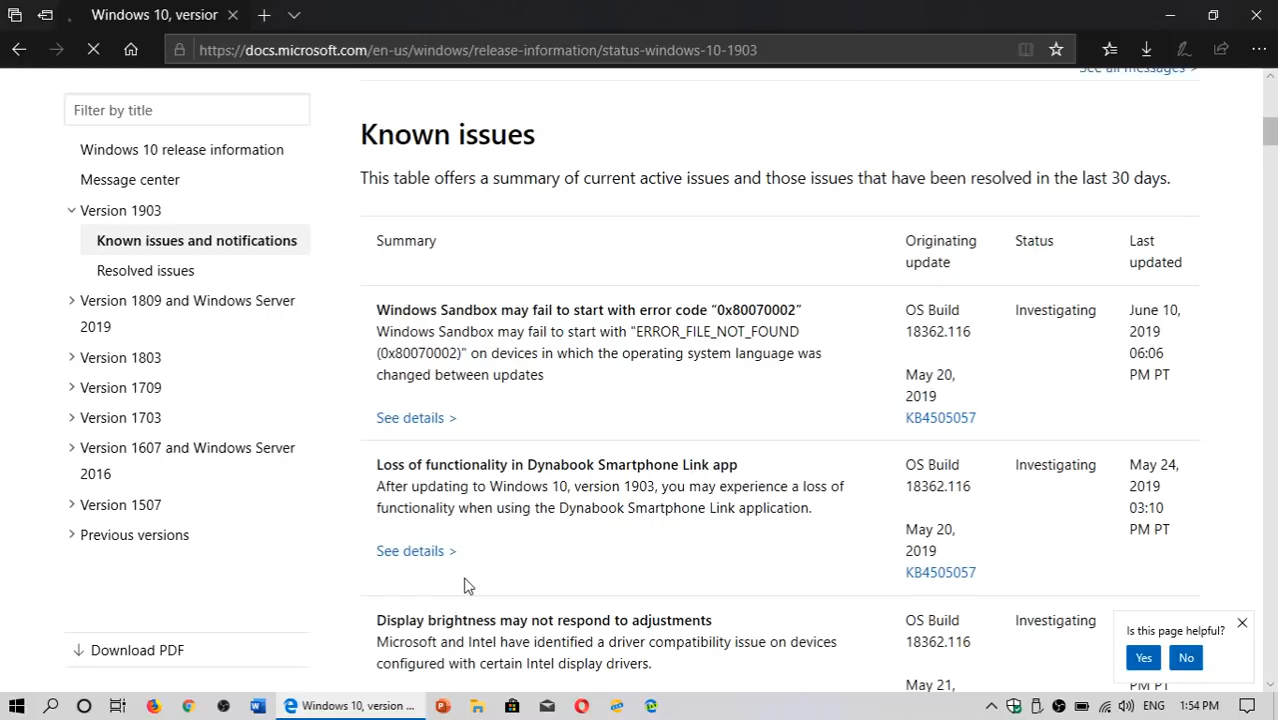 Windows 10, version
https://docs.microsoft.com/en-us/windows/release-information/status-windows-10-1903
See all messages >
Filter by title
Windows 10 release information
Message center
Version 1903
Known issues and notifications
Resolved issues
Version 1809 and Windows Server
2019
Version 1803
Version 1709
Version 1703
Version 1607 and Windows Server
2016
Version 1507
Previous versions
Download PDF
Known issues
This table offers a summary of current active issues and those issues that have been resolved in the last 30 days.
Summary
Originating
update
Status
Last
updated
Windows Sandbox may fail to start with error code “0x80070002”
Windows Sandbox may fail to start with "ERROR_FILE_NOT_FOUND
(0x80070002)" on devices in which the operating system language was
changed between updates
See details >
OS Build
18362.116
May 20,
2019
KB4505057
Investigating
June 10,
2019
06:06
PM PT
Loss of functionality in Dynabook Smartphone Link app
After updating to Windows 10, version 1903, you may experience a loss of
functionality when using the Dynabook Smartphone Link application.
See details >
OS Build
18362.116
May 20,
2019
KB4505057
Investigating
May 24,
2019
03:10
PM PT
Display brightness may not respond to adjustments
Microsoft and Intel have identified a driver compatibility issue on devices
configured with certain Intel display drivers.
OS Build
18362.116
May 21,
Investigating
Is this page helpful?
Yes
No
Windows 10, version ...
ENG
1:54 PM